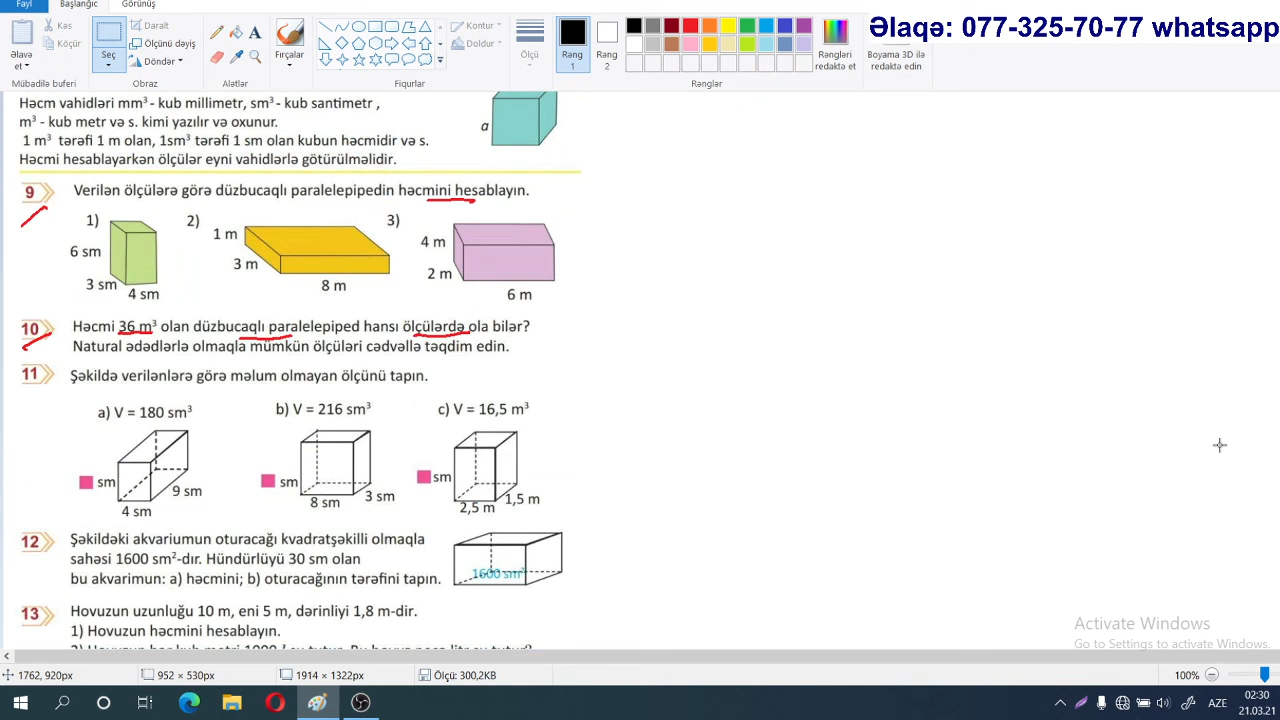 Fayl
Başlanğıc
Görünüş
Əlaqə: 077-325-70-77 whatsapp
Əlavə et
Kəs
Köçür
Mübadilə buferi
Seç
Daralt
Ölçünü dəyiş
Döndər
Obraz
A
Alətlər
Fırçalar
Kontur
Doldur
Fiqurlar
Ölçü
Rəng 1
Rəng 2
Rəngləri redaktə et
Boyama 3D ilə redaktə edin
Rənglər
Həcm vahidləri mm³ - kub millimetr, sm³ - kub santimetr ,
m³ - kub metr və s. kimi yazılır və oxunur.
1 m³ tərəfi 1 m olan, 1sm³ tərəfi 1 sm olan kubun həcmidir və s.
Həcmi hesablayarkən ölçülər eyni vahidlərlə götürülməlidir.
a
9 Verilən ölçülərə görə düzbucaqlı paralelepipedin həcmini hesablayın.
1) 2) 3)
6 sm 3 sm 4 sm
1 m 3 m 8 m
4 m 2 m 6 m
10 Həcmi 36 m³ olan düzbucaqlı paralelepiped hansı ölçülərdə ola bilər?
Natural ədədlərlə olmaqla mümkün ölçüləri cədvəllə təqdim edin.
11 Şəkildə verilənlərə görə məlum olmayan ölçünü tapın.
a) V = 180 sm³ b) V = 216 sm³ c) V = 16,5 m³
sm 9 sm 4 sm
sm 3 sm 8 sm
sm 1,5 m 2,5 m
12 Şəkildəki akvariumun oturacağı kvadratşəkilli olmaqla
sahəsi 1600 sm²-dır. Hündürlüyü 30 sm olan
bu akvarimun: a) həcmini; b) oturacağının tərəfini tapın.
1600 sm²
13 Hovuzun uzunluğu 10 m, eni 5 m, dərinliyi 1,8 m-dir.
1) Hovuzun həcmini hesablayın.
Activate Windows
Go to Settings to activate Windows.
1762, 920px
952 × 530px
1914 × 1322px
Ölçü: 300,2KB
100%
AZE
02:30
21.03.21